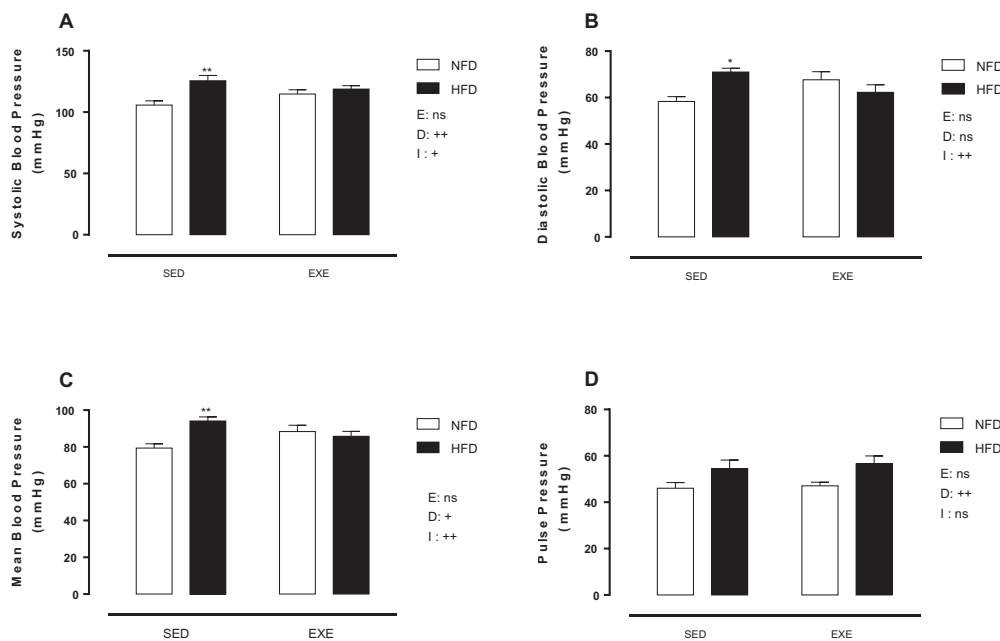 A
Systolic Blood Pressure
(mmHg)
150
100
50
0
**
SED
EXE
NFD
HFD
E: ns
D: ++
I : +
B
Diastolic Blood Pressure
(mmHg)
80
60
40
20
0
*
SED
EXE
NFD
HFD
E: ns
D: ns
I : ++
C
Mean Blood Pressure
(mmHg)
100
80
60
40
20
0
**
SED
EXE
NFD
HFD
E: ns
D: +
I : ++
D
Pulse Pressure
(mmHg)
80
60
40
20
0
SED
EXE
NFD
HFD
E: ns
D: ++
I : ns